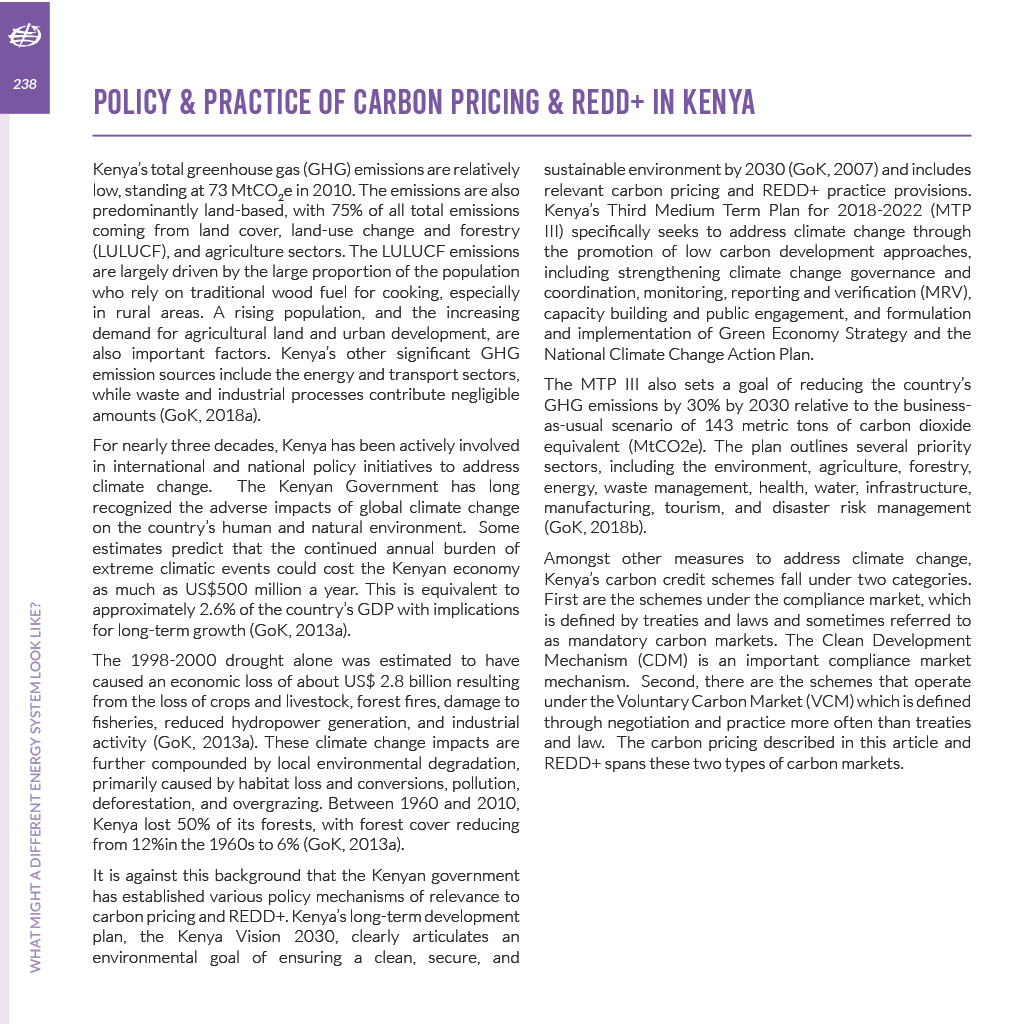 238
POLICY & PRACTICE OF CARBON PRICING & REDD+ IN KENYA
Kenya's total greenhouse gas (GHG) emissions are relatively
low, standing at 73 MtCO₂e in 2010. The emissions are also
predominantly land-based, with 75% of all total emissions
coming from land cover, land-use change and forestry
(LULUCF), and agriculture sectors. The LULUCF emissions
are largely driven by the large proportion of the population
who rely on traditional wood fuel for cooking, especially
in rural areas. A rising population, and the increasing
demand for agricultural land and urban development, are
also important factors. Kenya's other significant GHG
emission sources include the energy and transport sectors,
while waste and industrial processes contribute negligible
amounts (GoK, 2018a).
For nearly three decades, Kenya has been actively involved
in international and national policy initiatives to address
climate change. The Kenyan Government has long
recognized the adverse impacts of global climate change
on the country's human and natural environment. Some
estimates predict that the continued annual burden of
extreme climatic events could cost the Kenyan economy
as much as US$500 million a year. This is equivalent to
approximately 2.6% of the country's GDP with implications
for long-term growth (GoK, 2013a).
The 1998-2000 drought alone was estimated to have
caused an economic loss of about US$ 2.8 billion resulting
from the loss of crops and livestock, forest fires, damage to
fisheries, reduced hydropower generation, and industrial
activity (GoK, 2013a). These climate change impacts are
further compounded by local environmental degradation,
primarily caused by habitat loss and conversions, pollution,
deforestation, and overgrazing. Between 1960 and 2010,
Kenya lost 50% of its forests, with forest cover reducing
from 12%in the 1960s to 6% (GoK, 2013a).
It is against this background that the Kenyan government
has established various policy mechanisms of relevance to
carbon pricing and REDD+. Kenya's long-term development
plan, the Kenya Vision 2030, clearly articulates an
environmental goal of ensuring a clean, secure, and
sustainable environment by 2030 (GoK, 2007) and includes
relevant carbon pricing and REDD+ practice provisions.
Kenya's Third Medium Term Plan for 2018-2022 (MTP
III) specifically seeks to address climate change through
the promotion of low carbon development approaches,
including strengthening climate change governance and
coordination, monitoring, reporting and verification (MRV),
capacity building and public engagement, and formulation
and implementation of Green Economy Strategy and the
National Climate Change Action Plan.
The MTP III also sets a goal of reducing the country's
GHG emissions by 30% by 2030 relative to the business-
as-usual scenario of 143 metric tons of carbon dioxide
equivalent (MtCO2e). The plan outlines several priority
sectors, including the environment, agriculture, forestry,
energy, waste management, health, water, infrastructure,
manufacturing, tourism, and disaster risk management
(GoK, 2018b).
Amongst other measures to address climate change,
Kenya's carbon credit schemes fall under two categories.
First are the schemes under the compliance market, which
is defined by treaties and laws and sometimes referred to
as mandatory carbon markets. The Clean Development
Mechanism (CDM) is an important compliance market
mechanism. Second, there are the schemes that operate
under the Voluntary Carbon Market (VCM) which is defined
through negotiation and practice more often than treaties
and law. The carbon pricing described in this article and
REDD+ spans these two types of carbon markets.
WHAT MIGHT A DIFFERENT ENERGY SYSTEM LOOK LIKE?